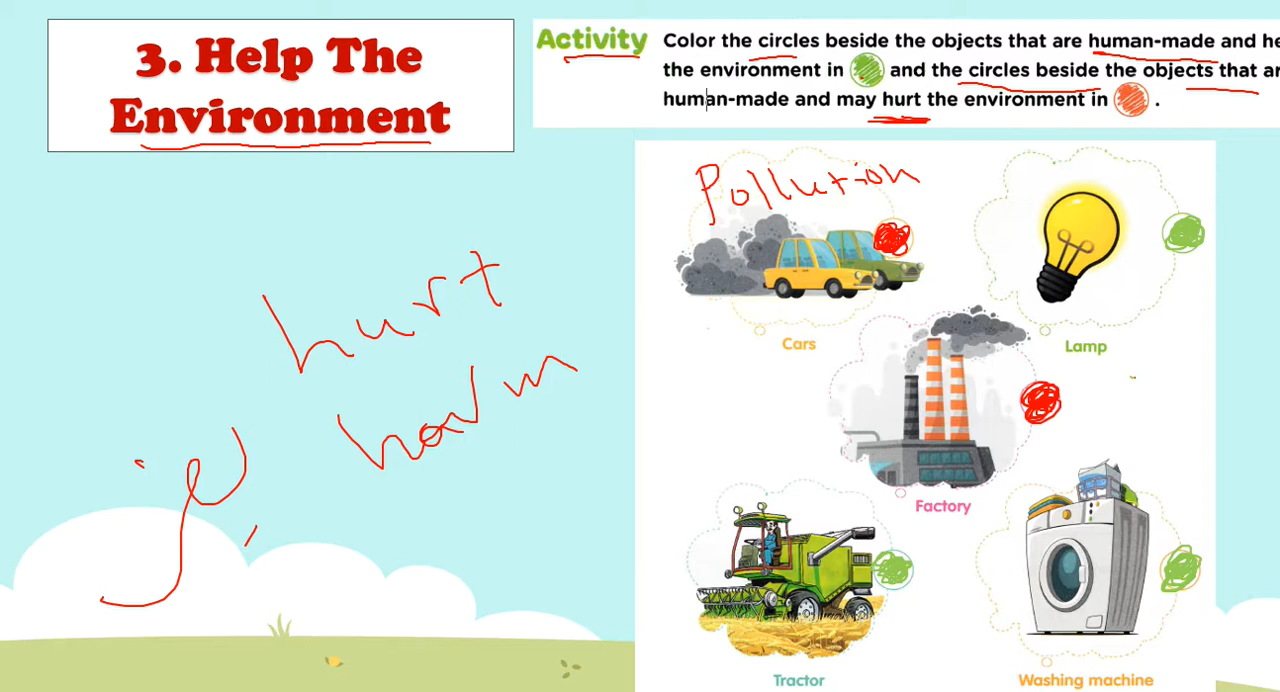 3. Help The
Environment
Activity
Color the circles beside the objects that are human-made and he
the environment in and the circles beside the objects that ar
human-made and may hurt the environment in .
Pollution
Cars
Lamp
hurt
harm
Factory
Tractor
Washing machine